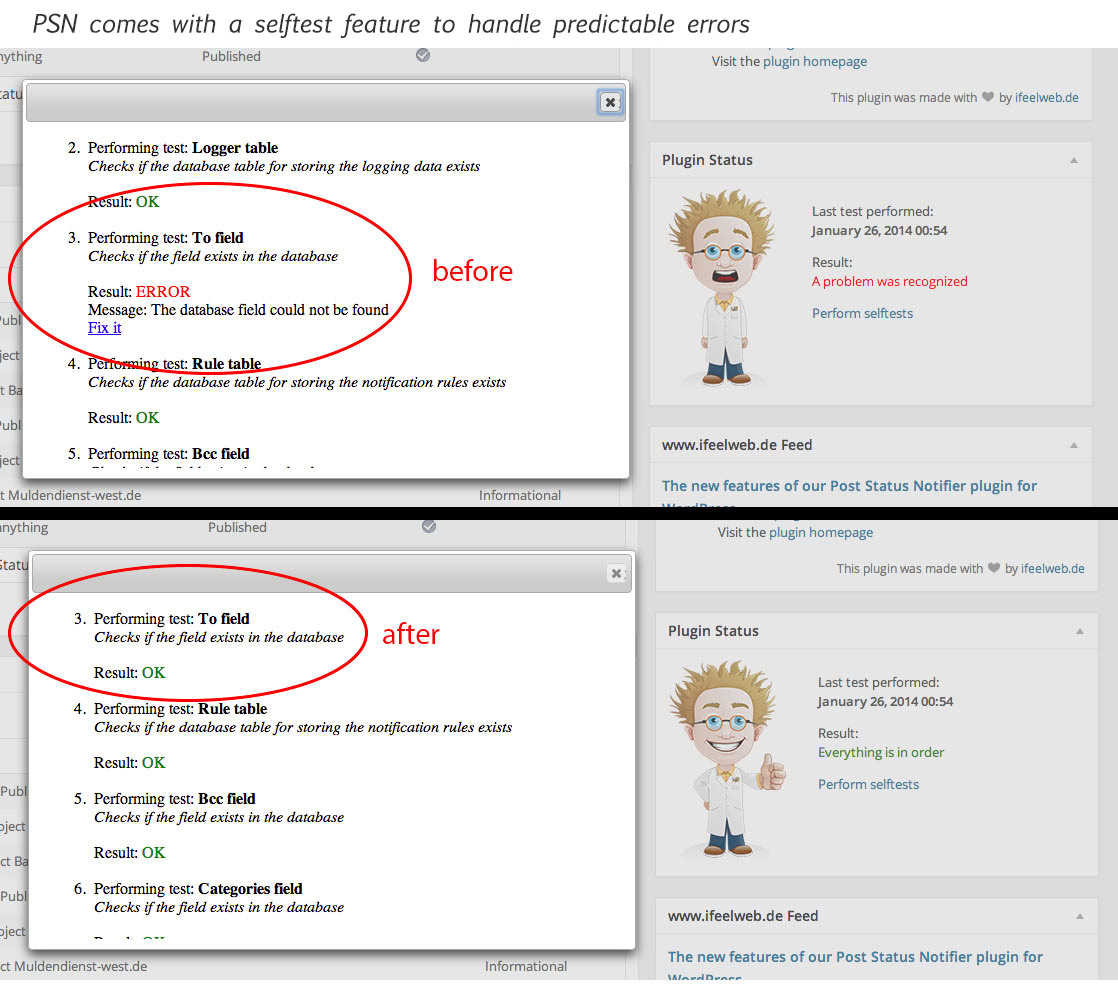 PSN comes with a selftest feature to handle predictable errors
nything
Published
Visit the plugin homepage
This plugin was made with by ifeelweb.de
tatu
2. Performing test: Logger table
Checks if the database table for storing the logging data exists
Result: OK
3. Performing test: To field
Checks if the field exists in the database
Result: ERROR
Message: The database field could not be found
Fix it
before
4. Performing test: Rule table
Checks if the database table for storing the notification rules exists
Result: OK
5. Performing test: Bcc field
Publ
ject
t Ba
Publ
ject
t Muldendienst-west.de
Informational
Plugin Status
Last test performed:
January 26, 2014 00:54
Result:
A problem was recognized
Perform selftests
www.ifeelweb.de Feed
The new features of our Post Status Notifier plugin for
WordPress
nything
Published
Visit the plugin homepage
This plugin was made with by ifeelweb.de
Statu
3. Performing test: To field
Checks if the field exists in the database
Result: OK
after
4. Performing test: Rule table
Checks if the database table for storing the notification rules exists
Result: OK
5. Performing test: Bcc field
Checks if the field exists in the database
Result: OK
6. Performing test: Categories field
Checks if the field exists in the database
Publ
oject
ct Ba
Publ
oject
ct Muldendienst-west.de
Informational
Plugin Status
Last test performed:
January 26, 2014 00:54
Result:
Everything is in order
Perform selftests
www.ifeelweb.de Feed
The new features of our Post Status Notifier plugin for
WordPress